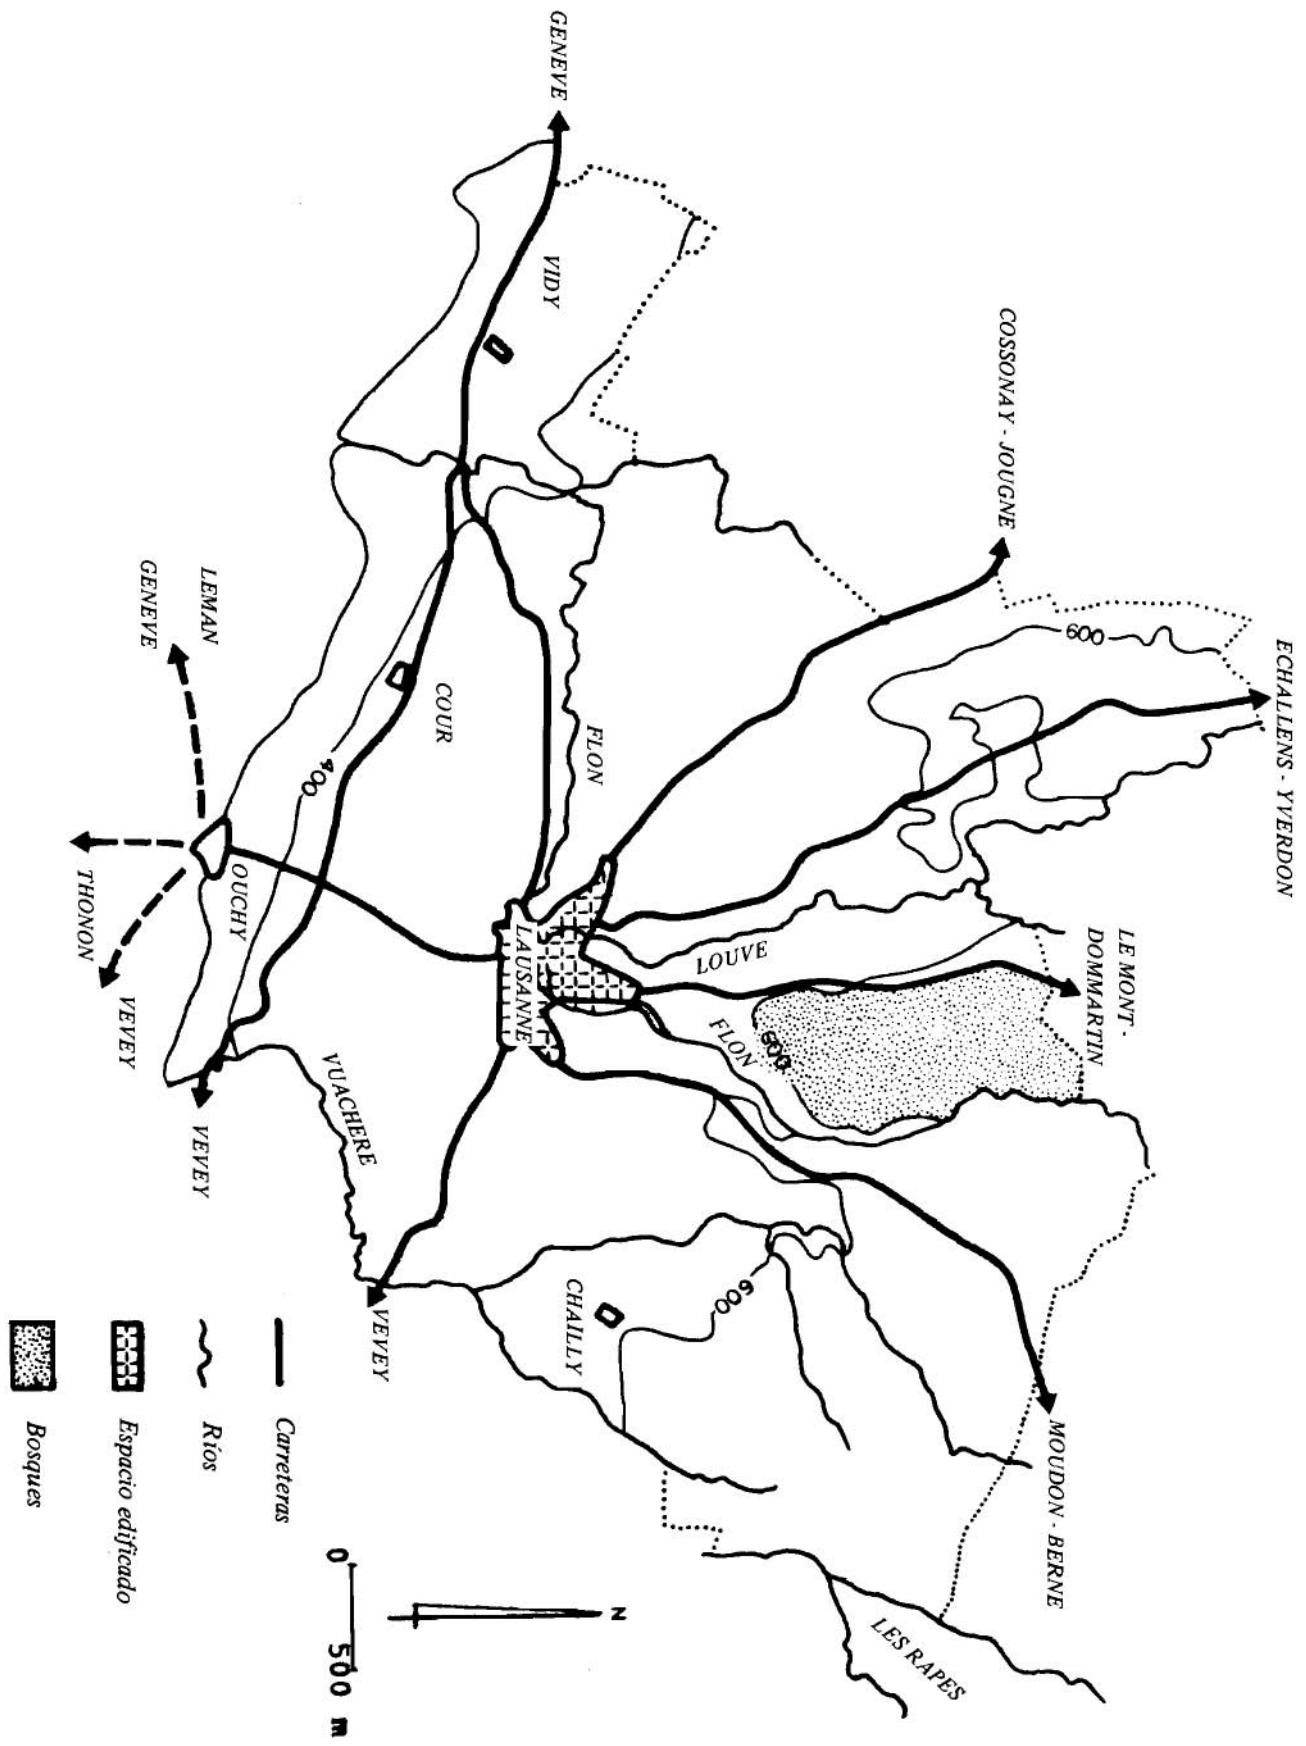 ECHALLENS - YVERDON
LE MONT -
DOMMARTIN
MOUDON - BERNE
COSSONAY - JOUGNE
600
LES RAPES
600
FLON
LOUVE
600
FLON
CHAILLY
GENEVE
VIDY
LAUSANNE
COUR
VUACHERE
VEVEY
400
OUCHY
VEVEY
LEMAN
GENEVE
THONON
VEVEY
N
0 500 m
Carreteras
Ríos
Espacio edificado
Bosques